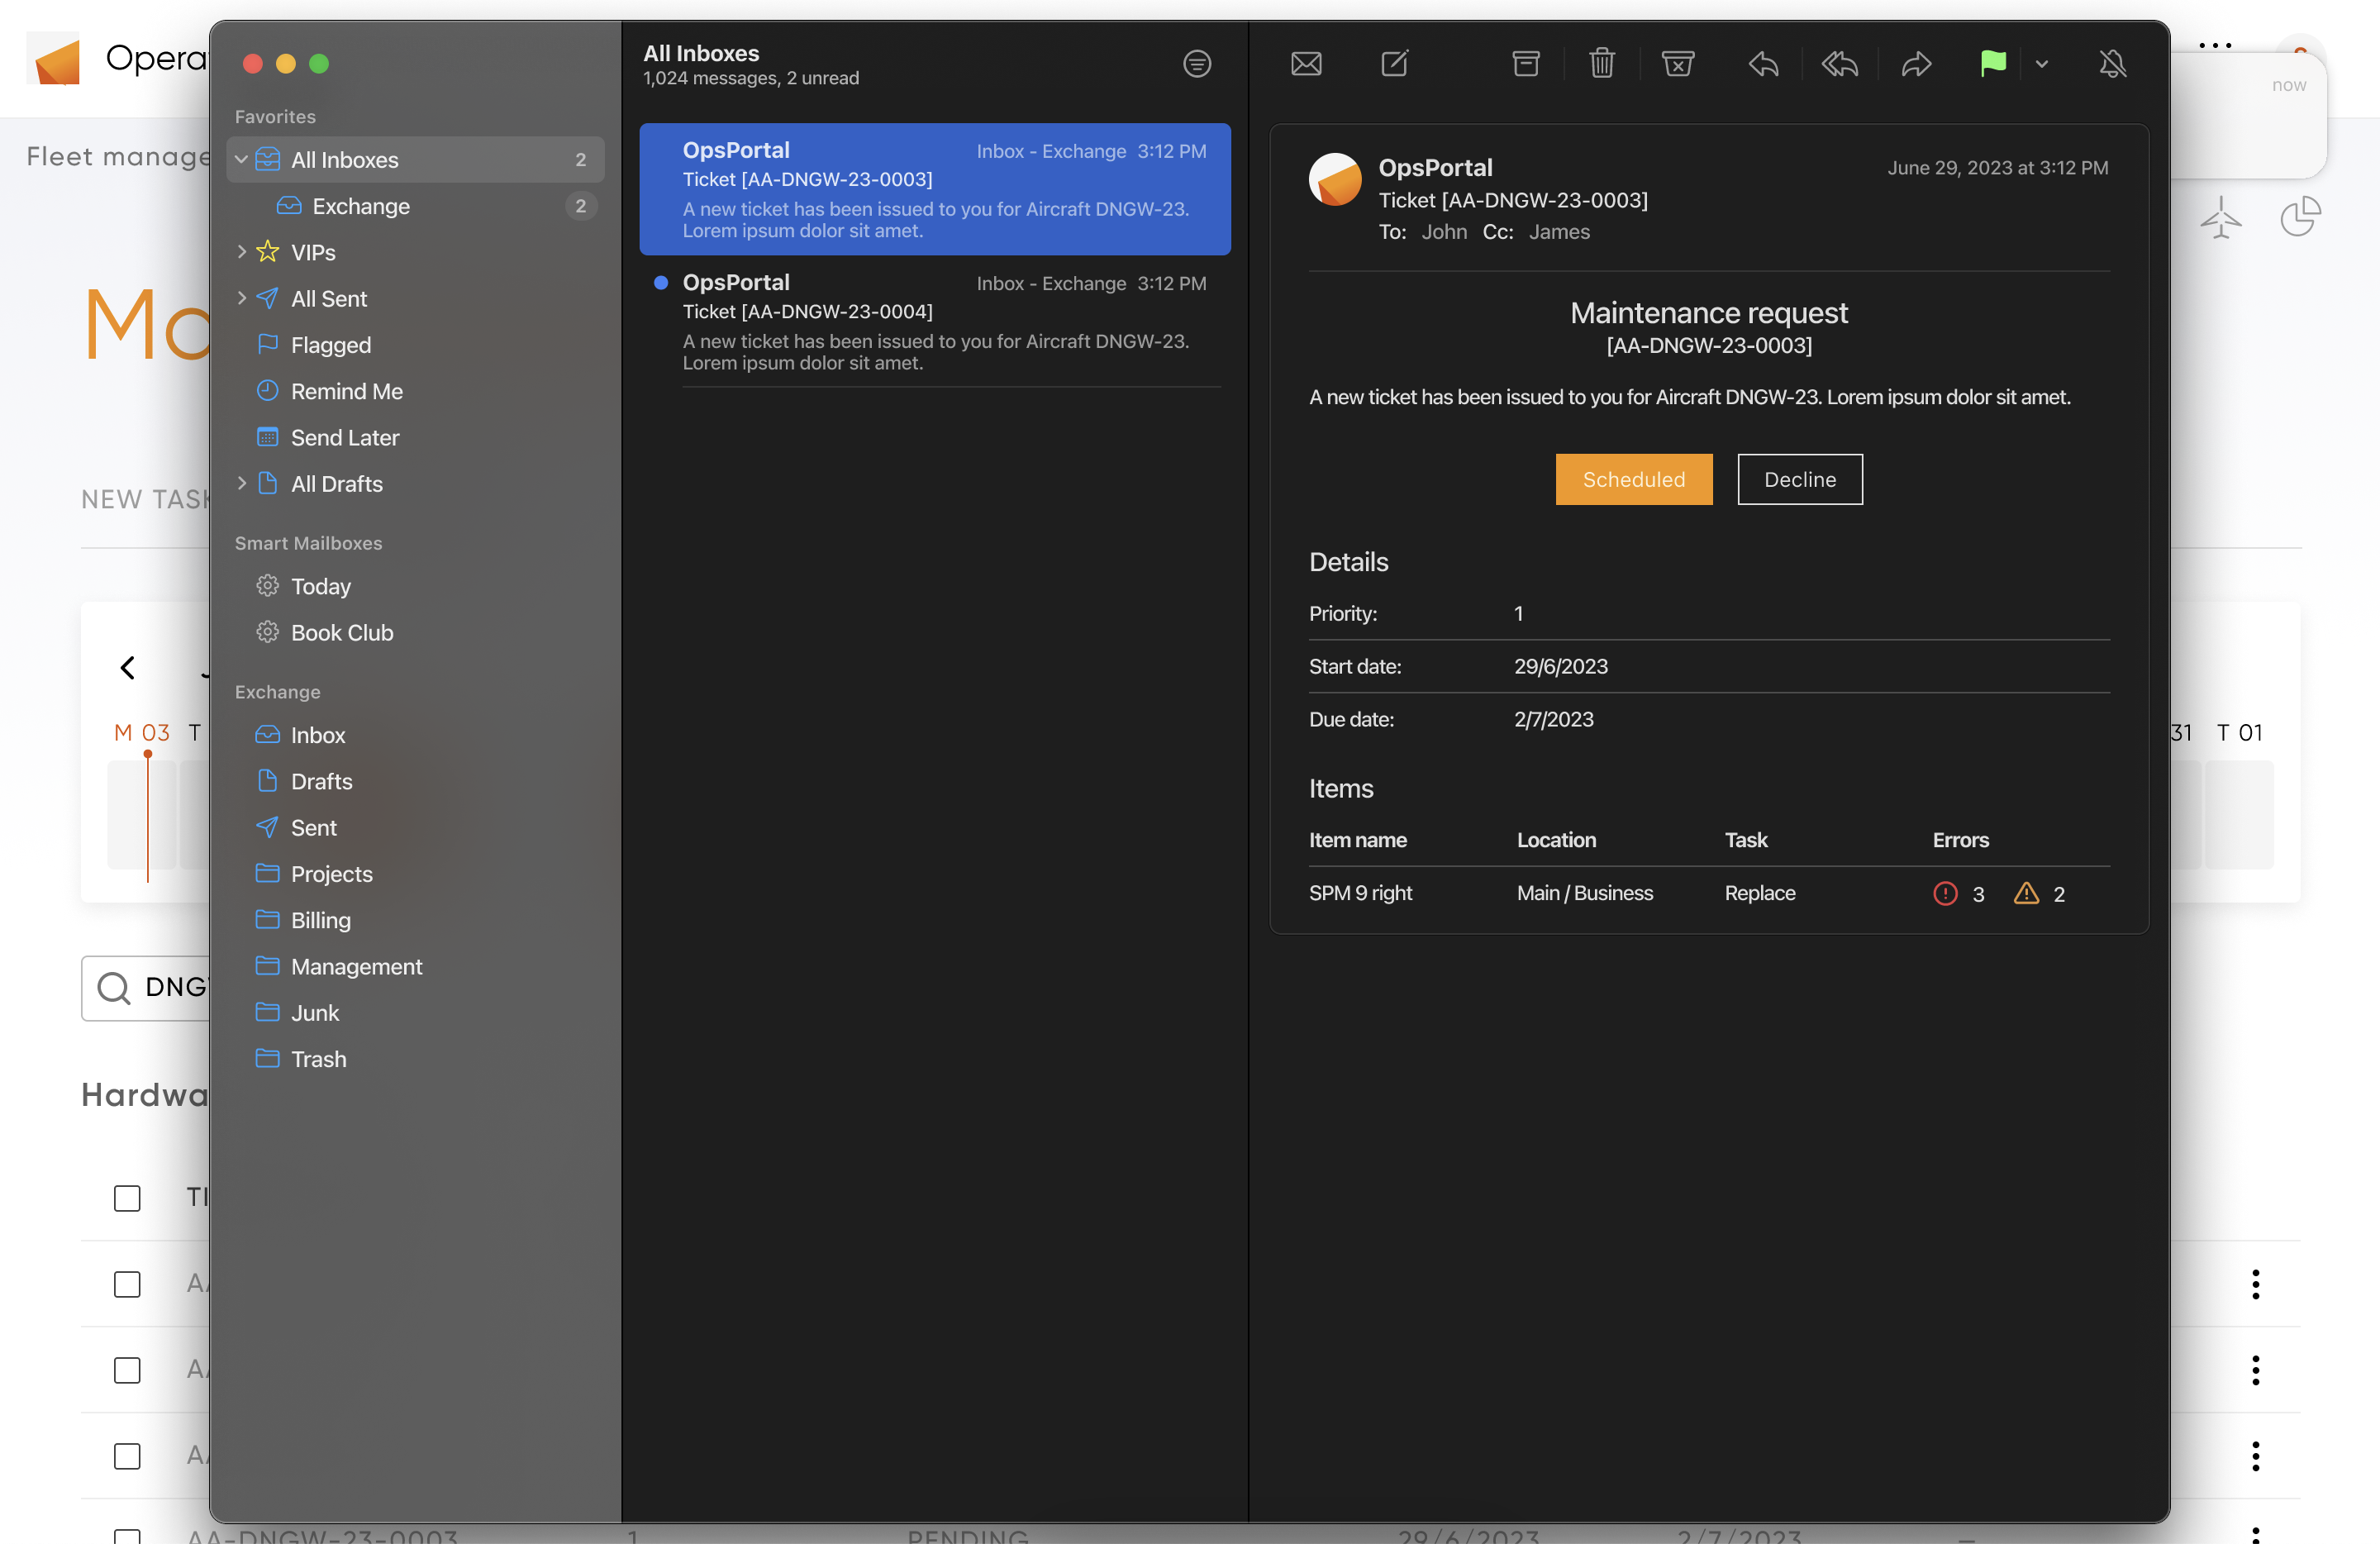 Opera
Fleet manage
now
Mo
NEW TASK
M 03 T
31 T 01
DNG
Hardwa
AA-DNGW-23-0003 1 PENDING 29/6/2023 2/7/2023 –
Favorites
All Inboxes 2
Exchange 2
VIPs
All Sent
Flagged
Remind Me
Send Later
All Drafts
Smart Mailboxes
Today
Book Club
Exchange
Inbox
Drafts
Sent
Projects
Billing
Management
Junk
Trash
All Inboxes
1,024 messages, 2 unread
OpsPortal Inbox - Exchange 3:12 PM
Ticket [AA-DNGW-23-0003]
A new ticket has been issued to you for Aircraft DNGW-23.
Lorem ipsum dolor sit amet.
OpsPortal Inbox - Exchange 3:12 PM
Ticket [AA-DNGW-23-0004]
A new ticket has been issued to you for Aircraft DNGW-23.
Lorem ipsum dolor sit amet.
OpsPortal June 29, 2023 at 3:12 PM
Ticket [AA-DNGW-23-0003]
To: John Cc: James
Maintenance request
[AA-DNGW-23-0003]
A new ticket has been issued to you for Aircraft DNGW-23. Lorem ipsum dolor sit amet.
Scheduled Decline
Details
Priority: 1
Start date: 29/6/2023
Due date: 2/7/2023
Items
Item name Location Task Errors
SPM 9 right Main / Business Replace 3 2